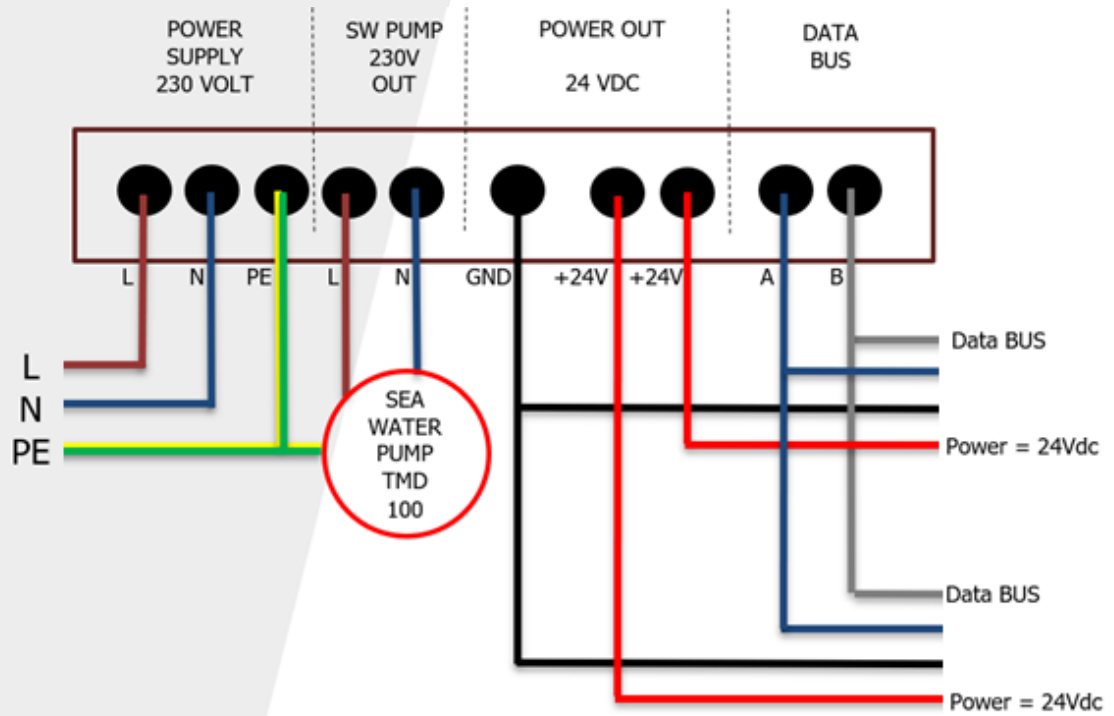 POWER
SUPPLY
230 VOLT
SW PUMP
230V
OUT
POWER OUT
24 VDC
DATA
BUS
L
N
PE
L
N
GND
+24V
+24V
A
B
L
N
PE
SEA
WATER
PUMP
TMD
100
Data BUS
Power = 24Vdc
Data BUS
Power = 24Vdc